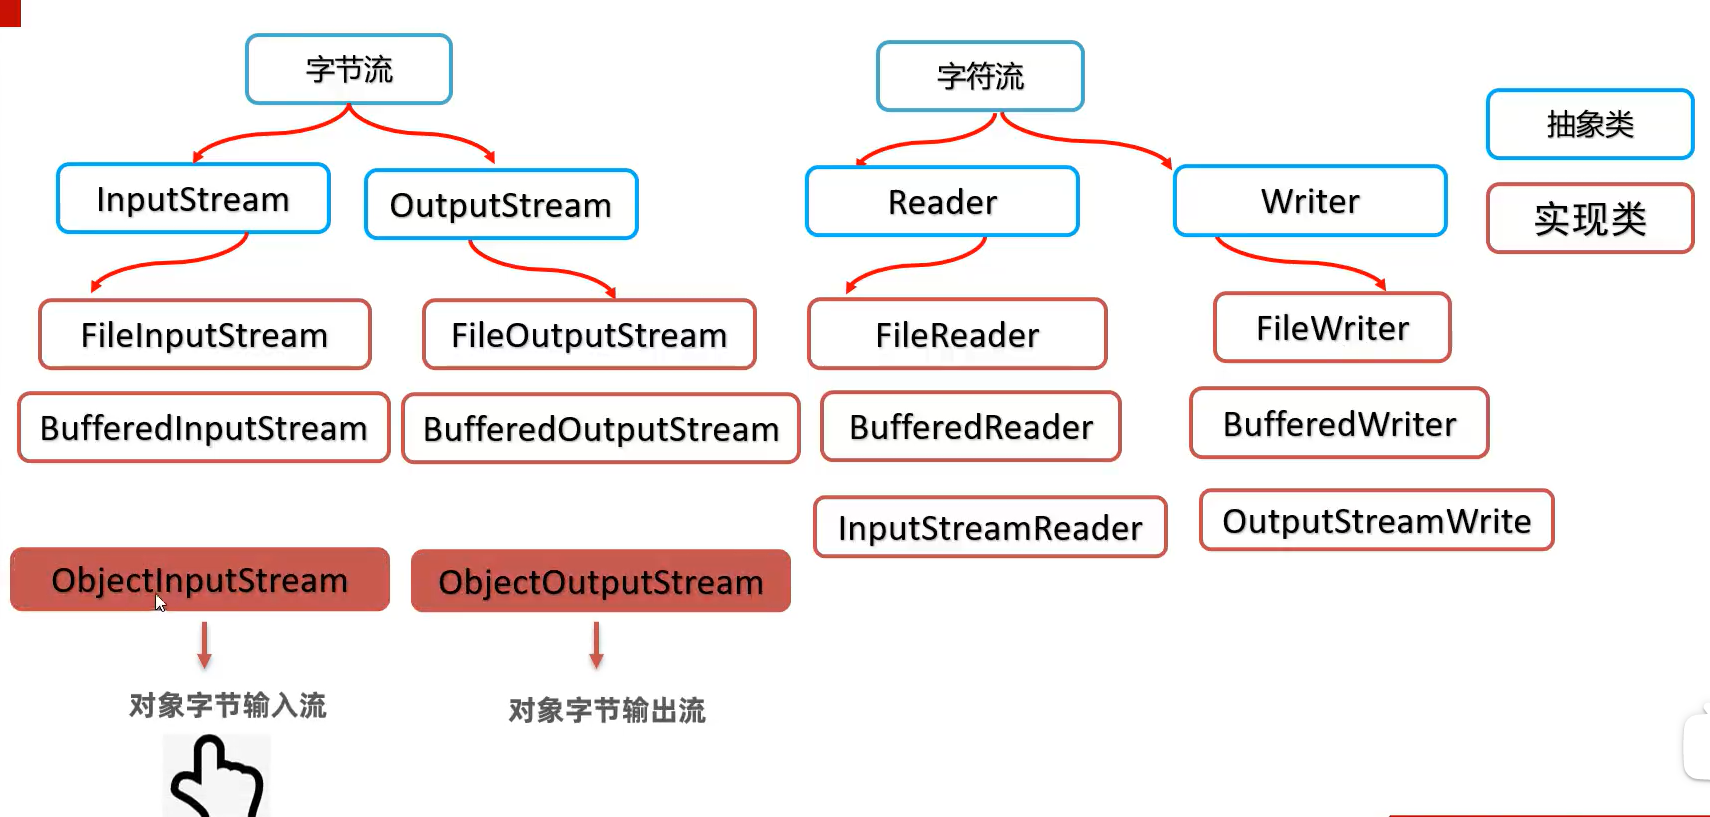 字节流
字符流
抽象类
InputStream
OutputStream
Reader
Writer
实现类
FileInputStream
FileOutputStream
FileReader
FileWriter
BufferedInputStream
BufferedOutputStream
BufferedReader
BufferedWriter
InputStreamReader
OutputStreamWrite
ObjectInputStream
ObjectOutputStream
对象字节输入流
对象字节输出流